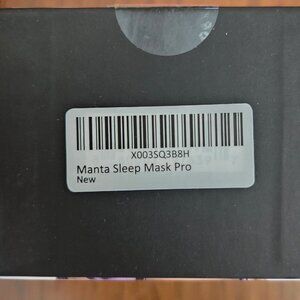 X003SQ3B8H
Manta Sleep Mask Pro
New